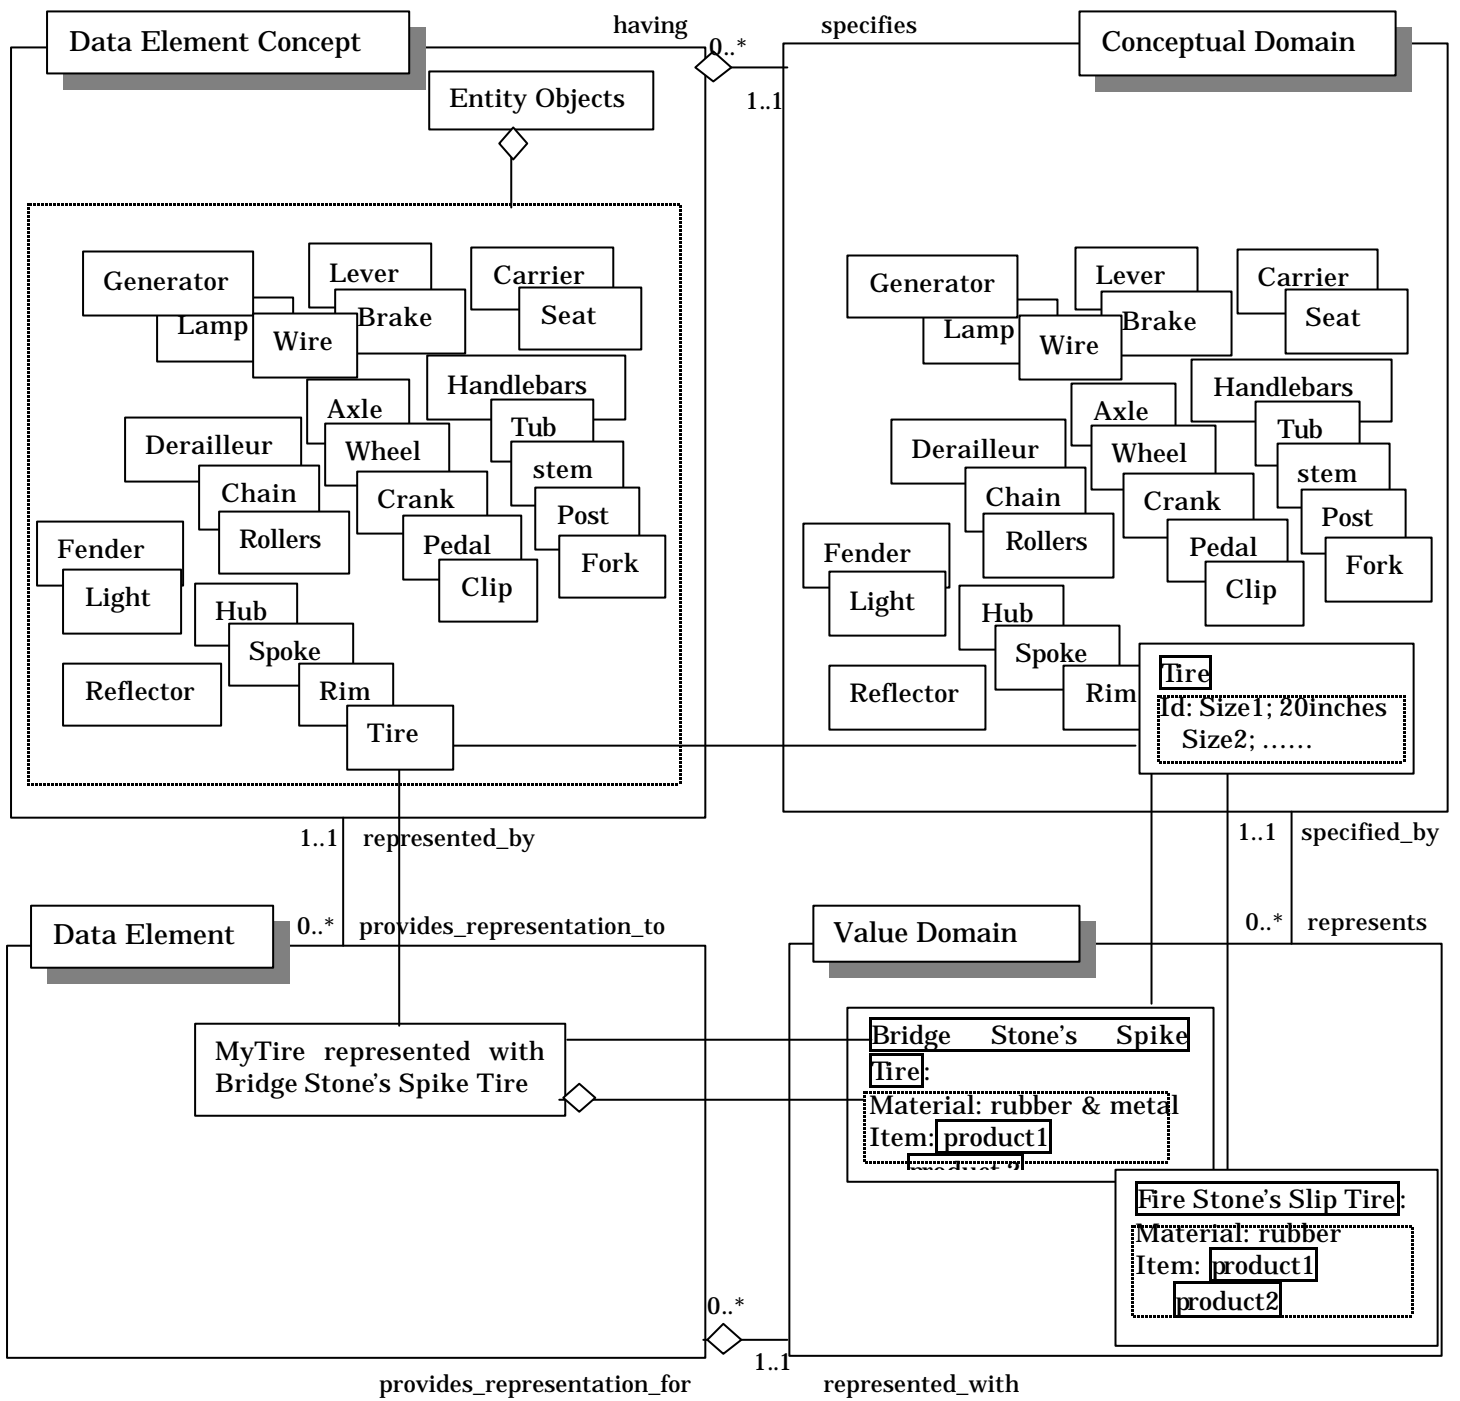 Data Element Concept
having
0..*
specifies
1..1
Conceptual Domain
Entity Objects
Generator
Lamp
Wire
Lever
Brake
Carrier
Seat
Handlebars
Axle
Wheel
Tub
stem
Derailleur
Chain
Rollers
Crank
Pedal
Clip
Post
Fork
Fender
Light
Hub
Spoke
Rim
Tire
Reflector
Generator
Lamp
Wire
Lever
Brake
Carrier
Seat
Handlebars
Axle
Wheel
Tub
stem
Derailleur
Chain
Rollers
Crank
Pedal
Clip
Post
Fork
Fender
Light
Hub
Spoke
Rim
Reflector
Tire
Id: Size1; 20inches
Size2; ......
1..1 represented_by
1..1 specified_by
Data Element
0..* provides_representation_to
Value Domain
0..* represents
MyTire represented with
Bridge Stone's Spike Tire
Bridge Stone's Spike
Tire:
Material: rubber & metal
Item: product1
product 2
Fire Stone's Slip Tire:
Material: rubber
Item: product1
product2
0..*
1..1
provides_representation_for
represented_with